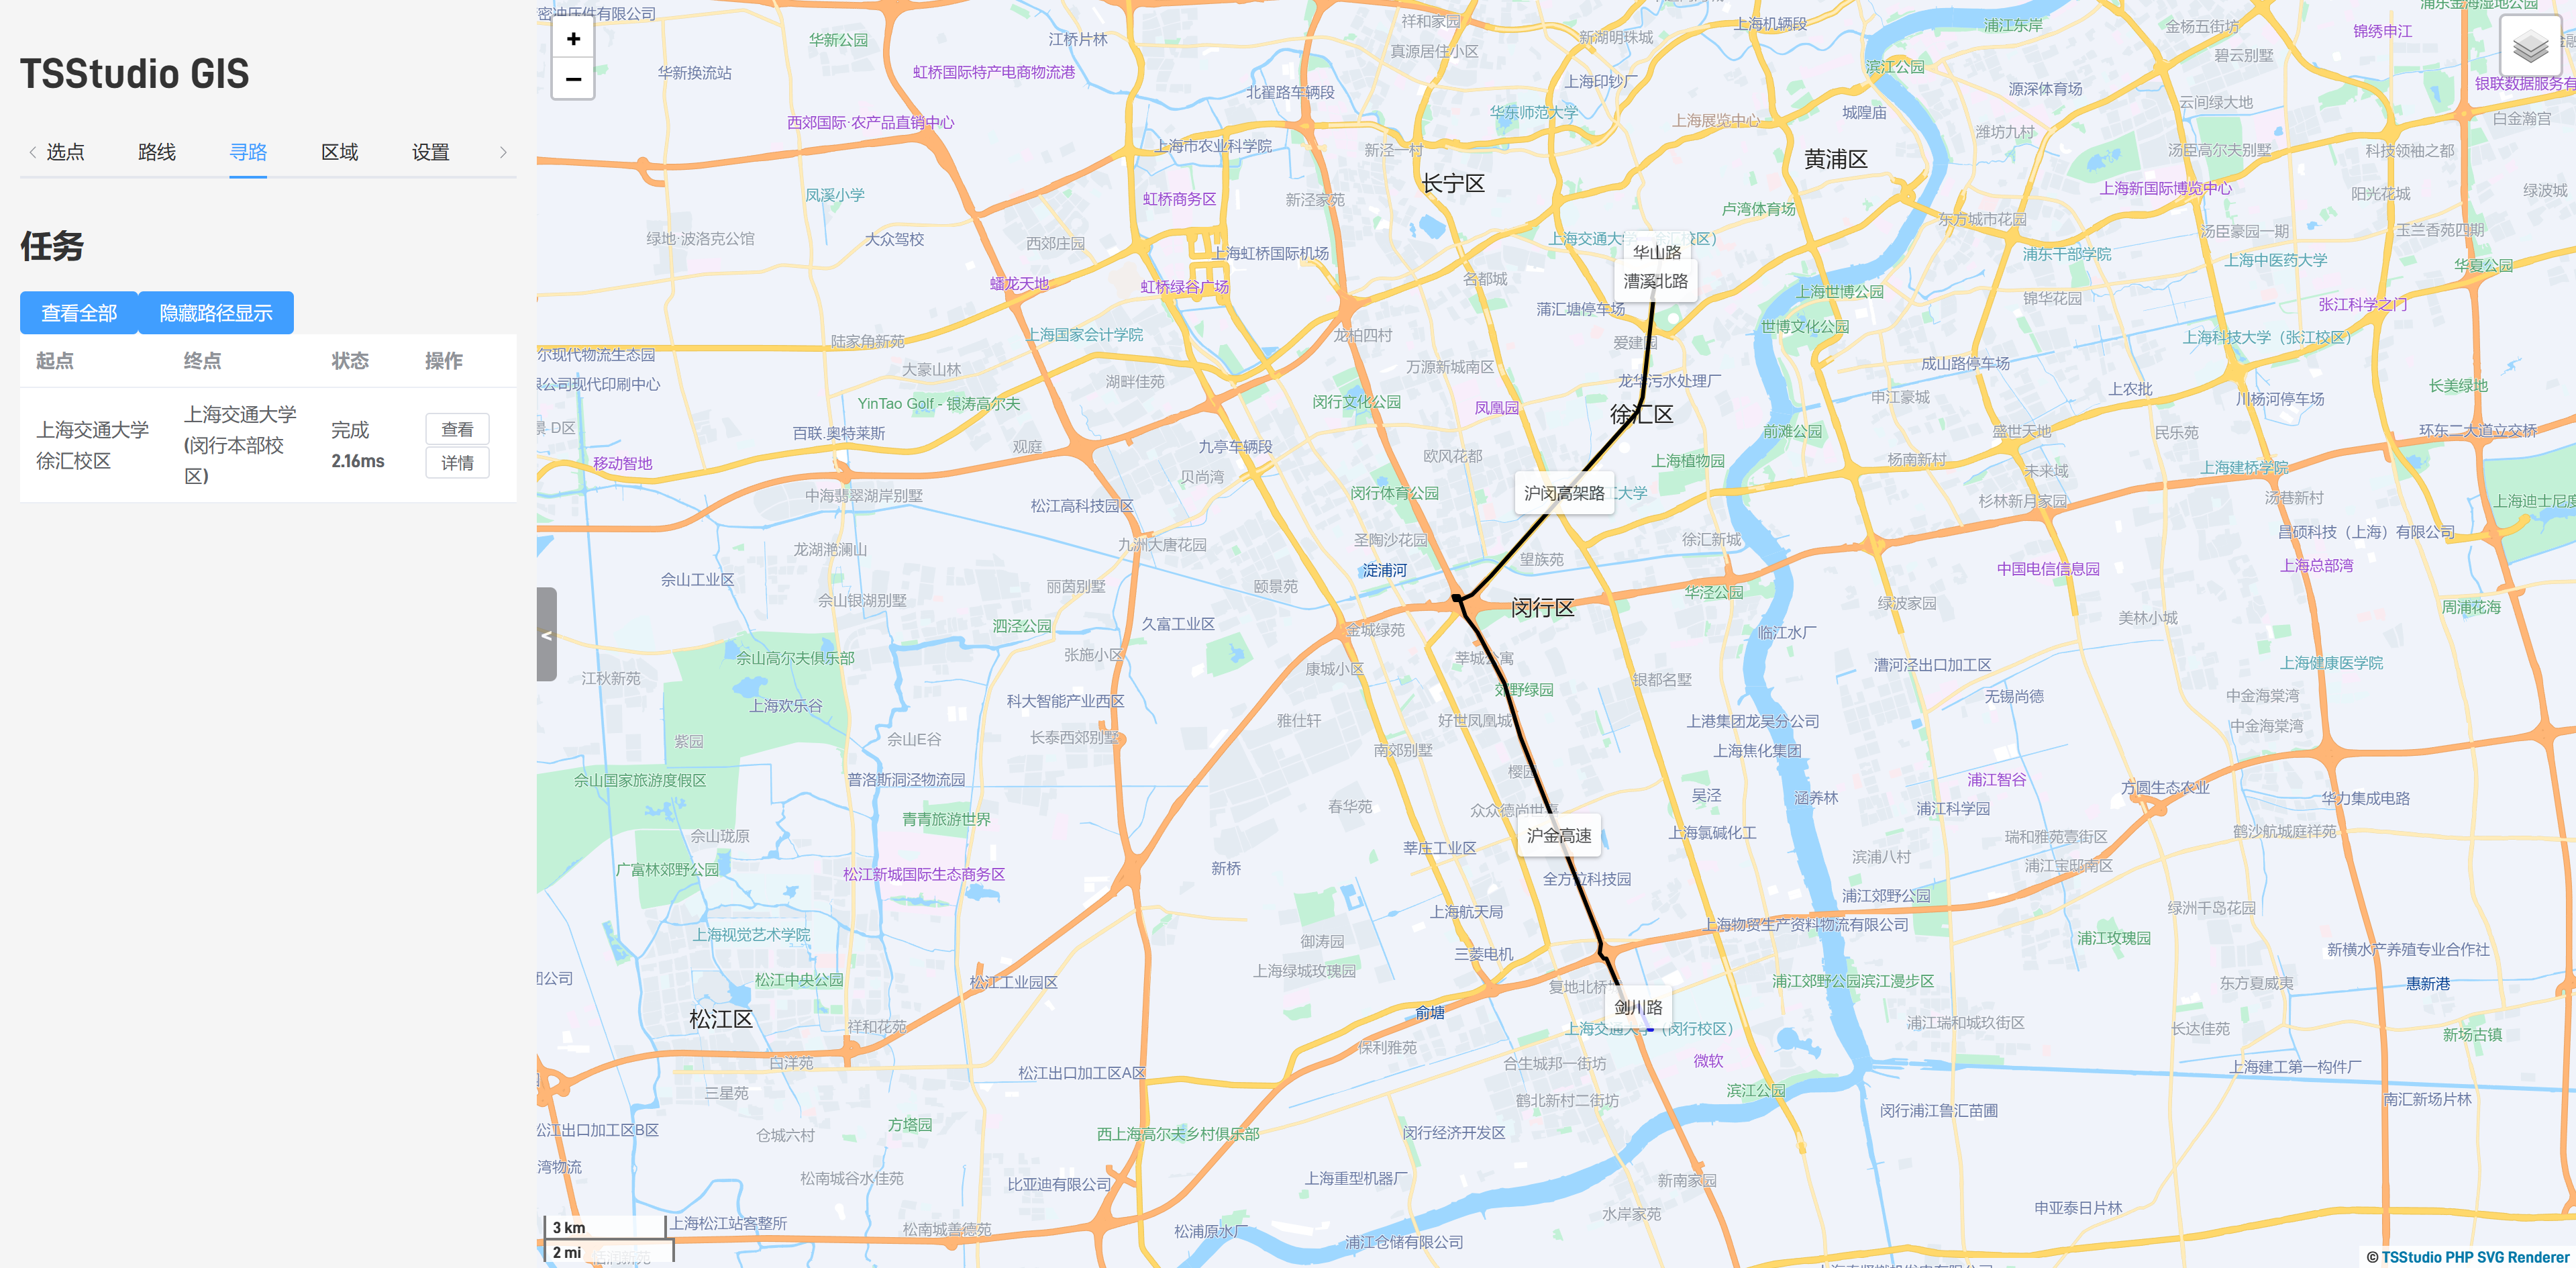 TSStudio GIS
选点
路线
寻路
区域
设置
任务
查看全部
隐藏路径显示
起点
终点
状态
操作
上海交通大学
徐汇校区
上海交通大学
(闵行本部校
区)
完成
2.16ms
查看
详情
+
−
<
华新公园
江桥片林
祥和家园
真源居住小区
新湖明珠城
上海机辆段
浦江东岸
金杨五街坊
锦绣申江
碧云别墅
华新换流站
虹桥国际特产电商物流港
北翟路车辆段
上海印钞厂
滨江公园
源深体育场
云间绿大地
白金瀚宫
西郊国际·农产品直销中心
华东师范大学
上海展览中心
城隍庙
潍坊九村
上海市农业科学院
新泾一村
黄浦区
汤臣高尔夫别墅
科技领袖之都
长宁区
上海新国际博览中心
阳光花城
绿波城
凤溪小学
虹桥商务区
新泾家苑
卢湾体育场
东方城市花园
汤臣豪园一期
玉兰香苑四期
绿地·波洛克公馆
大众驾校
西郊庄园
上海虹桥国际机场
华山路
漕溪北路
浦东干部学院
上海中医药大学
华夏公园
蟠龙天地
虹桥绿谷广场
名都城
上海世博公园
锦华花园
张江科学之门
蒲汇塘停车场
世博文化公园
陆家角新苑
上海国家会计学院
龙柏四村
上海科技大学（张江校区）
尔现代物流生态园
大豪山林
湖畔佳苑
万源新城南区
成山路停车场
上农批
长美绿地
限公司现代印刷中心
龙华污水处理厂
申江豪城
川杨河停车场
YinTao Golf - 银涛高尔夫
闵行文化公园
凤凰园
徐汇区
前滩公园
盛世天地
民乐苑
环东二大道立交桥
百联.奥特莱斯
观庭
九亭车辆段
欧风花都
上海植物园
杨南新村
未来域
上海建桥学院
移动智地
贝尚湾
中海翡翠湖岸别墅
松江高科技园区
闵行体育公园
沪闵高架路
杉林新月家园
汤巷新村
龙湖滟澜山
九洲大唐花园
圣陶沙花园
望族苑
徐汇新城
昌硕科技（上海）有限公司
中国电信信息园
上海总部湾
佘山工业区
淀浦河
佘山银湖别墅
丽茵别墅
颐景苑
闵行区
华泾公园
绿波家园
美林小城
周浦花海
泗泾公园
久富工业区
金城绿苑
临江水厂
佘山高尔夫俱乐部
张施小区
康城小区
漕河泾出口加工区
上海健康医学院
江秋新苑
郊野绿园
银都名墅
无锡尚德
中金海棠湾
上海欢乐谷
科大智能产业西区
雅仕轩
好世凤凰城
上港集团龙吴分公司
中金海棠湾
紫园
佘山E谷
长泰西郊别墅
南郊别墅
上海焦化集团
佘山国家旅游度假区
普洛斯洞泾物流园
浦江智谷
方圆生态农业
华力集成电路
青青旅游世界
春华苑
吴泾
涵养林
浦江科学园
佘山珑原
沪金高速
上海氯碱化工
瑞和雅苑壹街坊
鹤沙航城庭祥苑
广富林郊野公园
松江新城国际生态商务区
新桥
莘庄工业区
滨浦八村
浦江宝邸南区
浦江郊野公园
绿洲千岛花园
上海视觉艺术学院
御涛园
上海航天局
上海物贸生产资料物流有限公司
浦江玫瑰园
新横水产养殖专业合作社
松江中央公园
松江工业园区
上海绿城玫瑰园
三菱电机
浦江郊野公园滨江漫步区
东方夏威夷
惠新港
松江区
祥和花苑
俞塘
剑川路
浦江瑞和城玖街区
长达佳苑
新场古镇
白洋苑
保利雅苑
合生城邦一街坊
微软
上海建工第一构件厂
三星苑
松江出口加工区A区
滨江公园
南汇新场片林
松江出口加工区B区
仓城六村
方塔园
西上海高尔夫乡村俱乐部
闵行经济开发区
鹤北新村二街坊
闵行浦江鲁汇苗圃
湾物流
松南城谷水佳苑
比亚迪有限公司
上海重型机器厂
新南家园
申亚泰日片林
上海松江站客整所
松南城善德苑
松浦原水厂
浦江仓储有限公司
水岸家苑
3 km
2 mi
© TSStudio PHP SVG Renderer